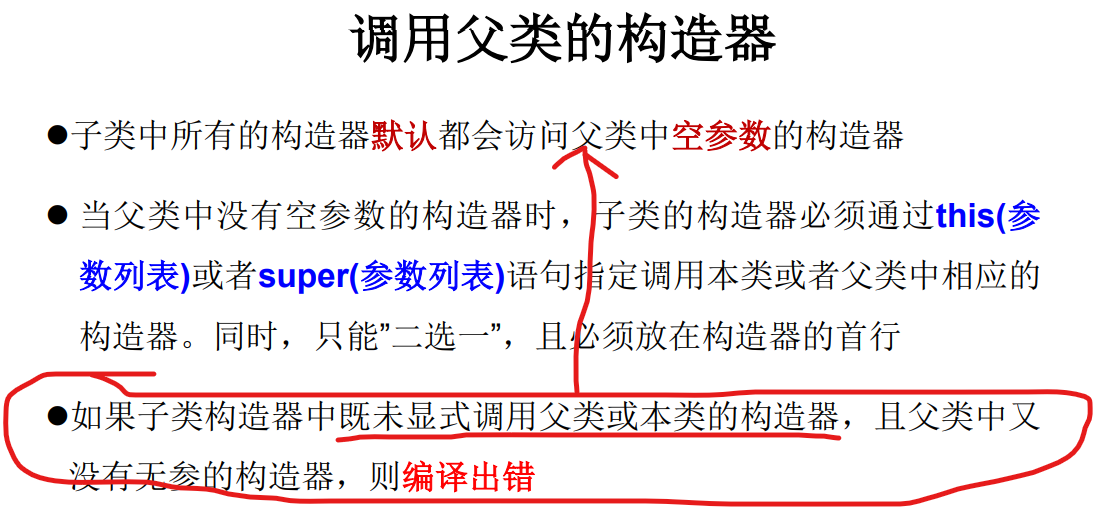 调用父类的构造器
●子类中所有的构造器默认都会访问父类中空参数的构造器
● 当父类中没有空参数的构造器时，子类的构造器必须通过this(参
数列表)或者super(参数列表)语句指定调用本类或者父类中相应的
构造器。同时，只能”二选一”，且必须放在构造器的首行
●如果子类构造器中既未显式调用父类或本类的构造器，且父类中又
没有无参的构造器，则编译出错